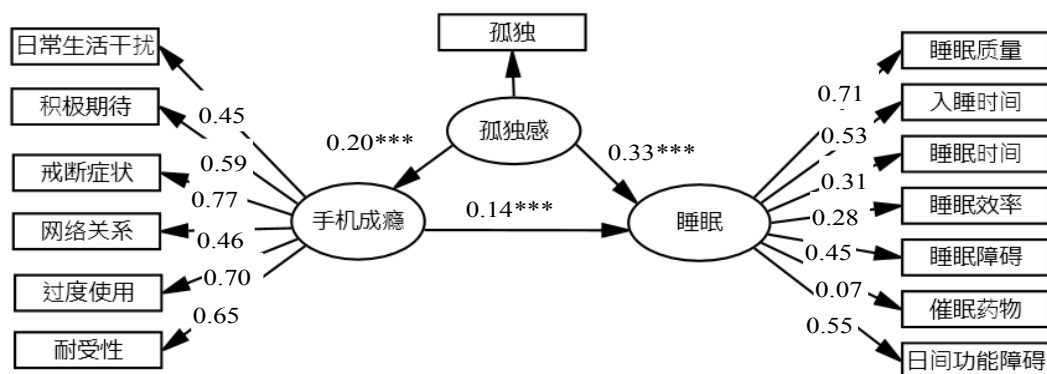 孤独
日常生活干扰
积极期待
戒断症状
网络关系
过度使用
耐受性
0.45
0.59
0.77
0.46
0.70
0.65
孤独感
0.20***
0.33***
手机成瘾
0.14***
睡眠
0.71
0.53
0.31
0.28
0.45
0.07
0.55
睡眠质量
入睡时间
睡眠时间
睡眠效率
睡眠障碍
催眠药物
日间功能障碍